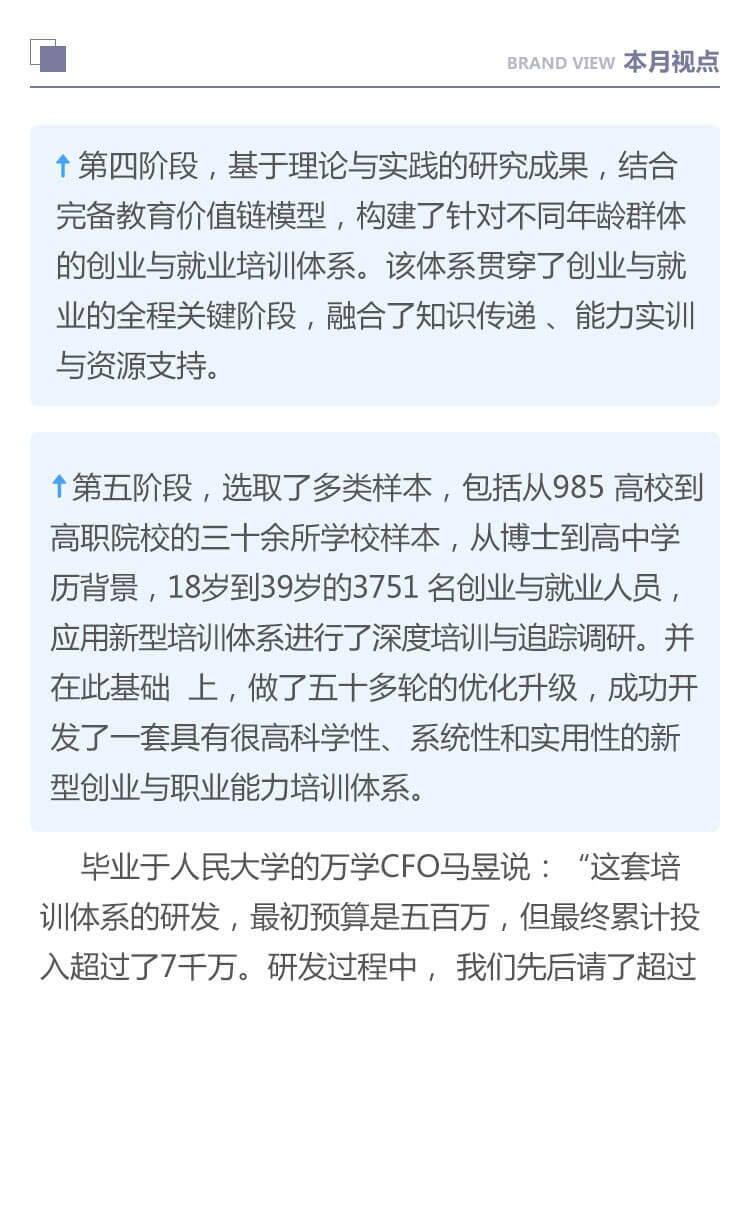 BRAND VIEW 本月视点
第四阶段，基于理论与实践的研究成果，结合
完备教育价值链模型，构建了针对不同年龄群体
的创业与就业培训体系。该体系贯穿了创业与就
业的全程关键阶段，融合了知识传递 、能力实训
与资源支持。
第五阶段，选取了多类样本，包括从985 高校到
高职院校的三十余所学校样本，从博士到高中学
历背景，18岁到39岁的3751 名创业与就业人员，
应用新型培训体系进行了深度培训与追踪调研。并
在此基础 上，做了五十多轮的优化升级，成功开
发了一套具有很高科学性、系统性和实用性的新
型创业与职业能力培训体系。
毕业于人民大学的万学CFO马昱说：“这套培
训体系的研发，最初预算是五百万，但最终累计投
入超过了7千万。研发过程中， 我们先后请了超过